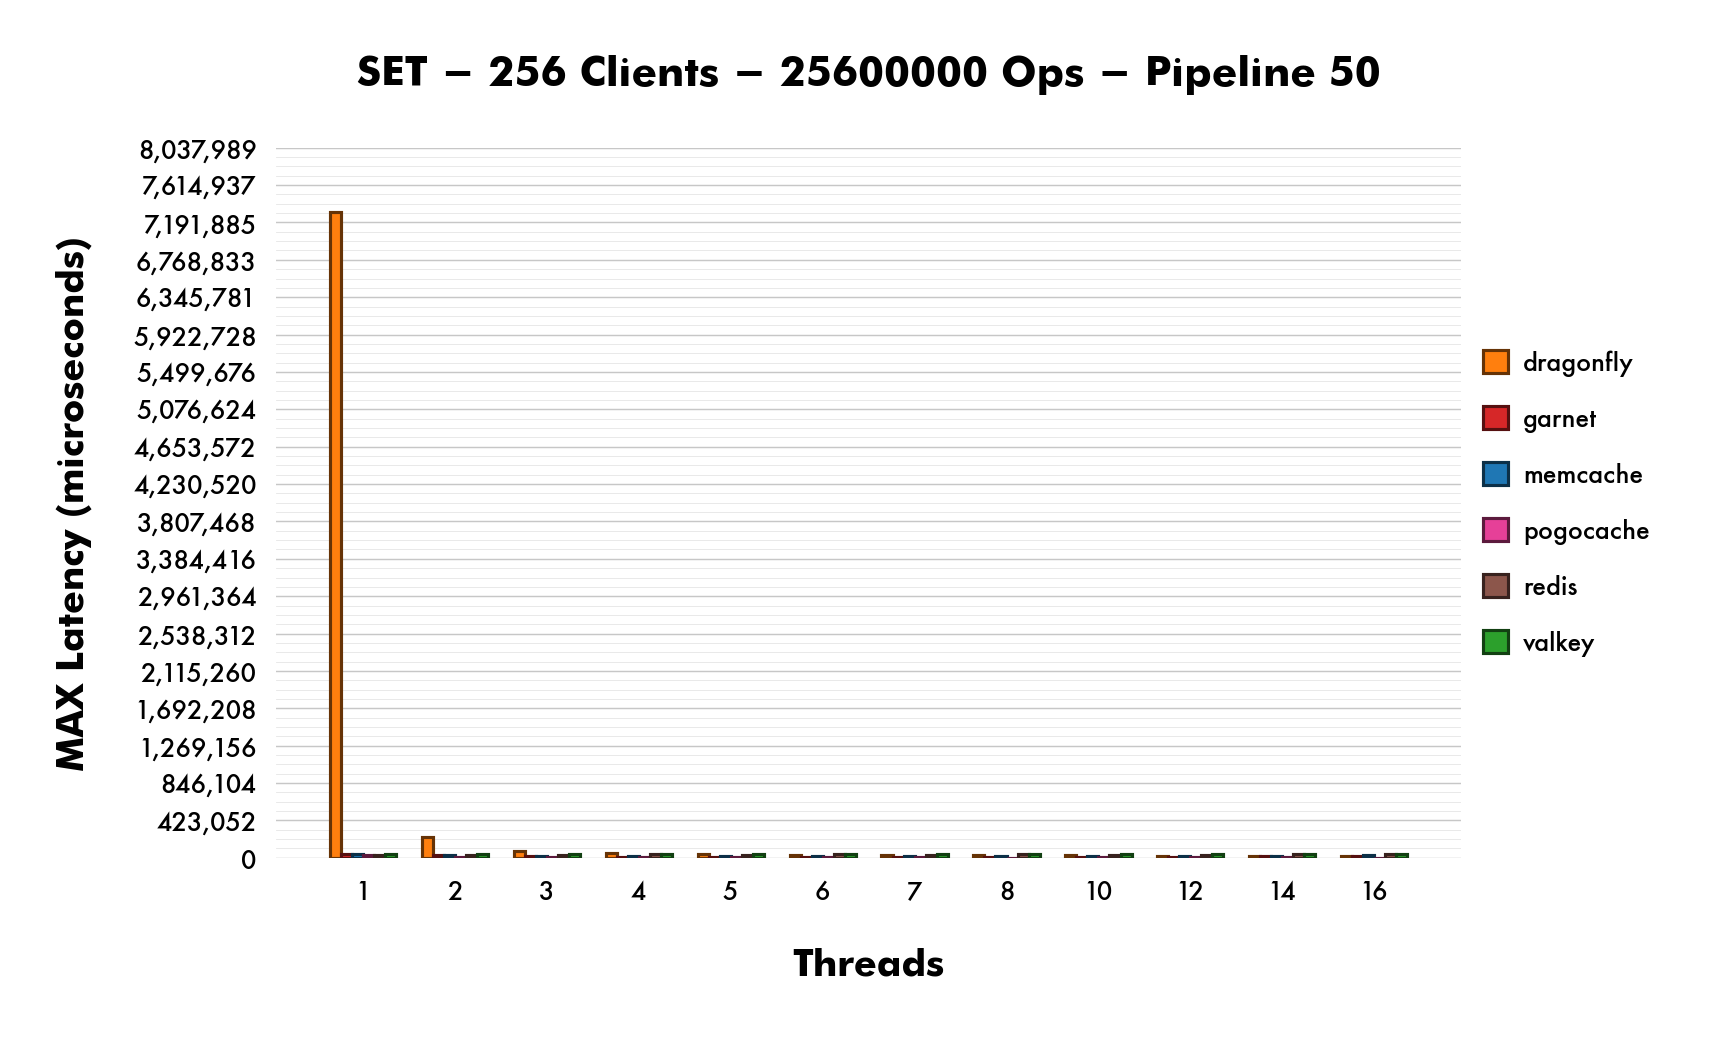 SET – 256 Clients – 25600000 Ops – Pipeline 50
MAX Latency (microseconds)
8,037,989
7,614,937
7,191,885
6,768,833
6,345,781
5,922,728
5,499,676
5,076,624
4,653,572
4,230,520
3,807,468
3,384,416
2,961,364
2,538,312
2,115,260
1,692,208
1,269,156
846,104
423,052
0
1 2 3 4 5 6 7 8 10 12 14 16
Threads
dragonfly
garnet
memcache
pogocache
redis
valkey